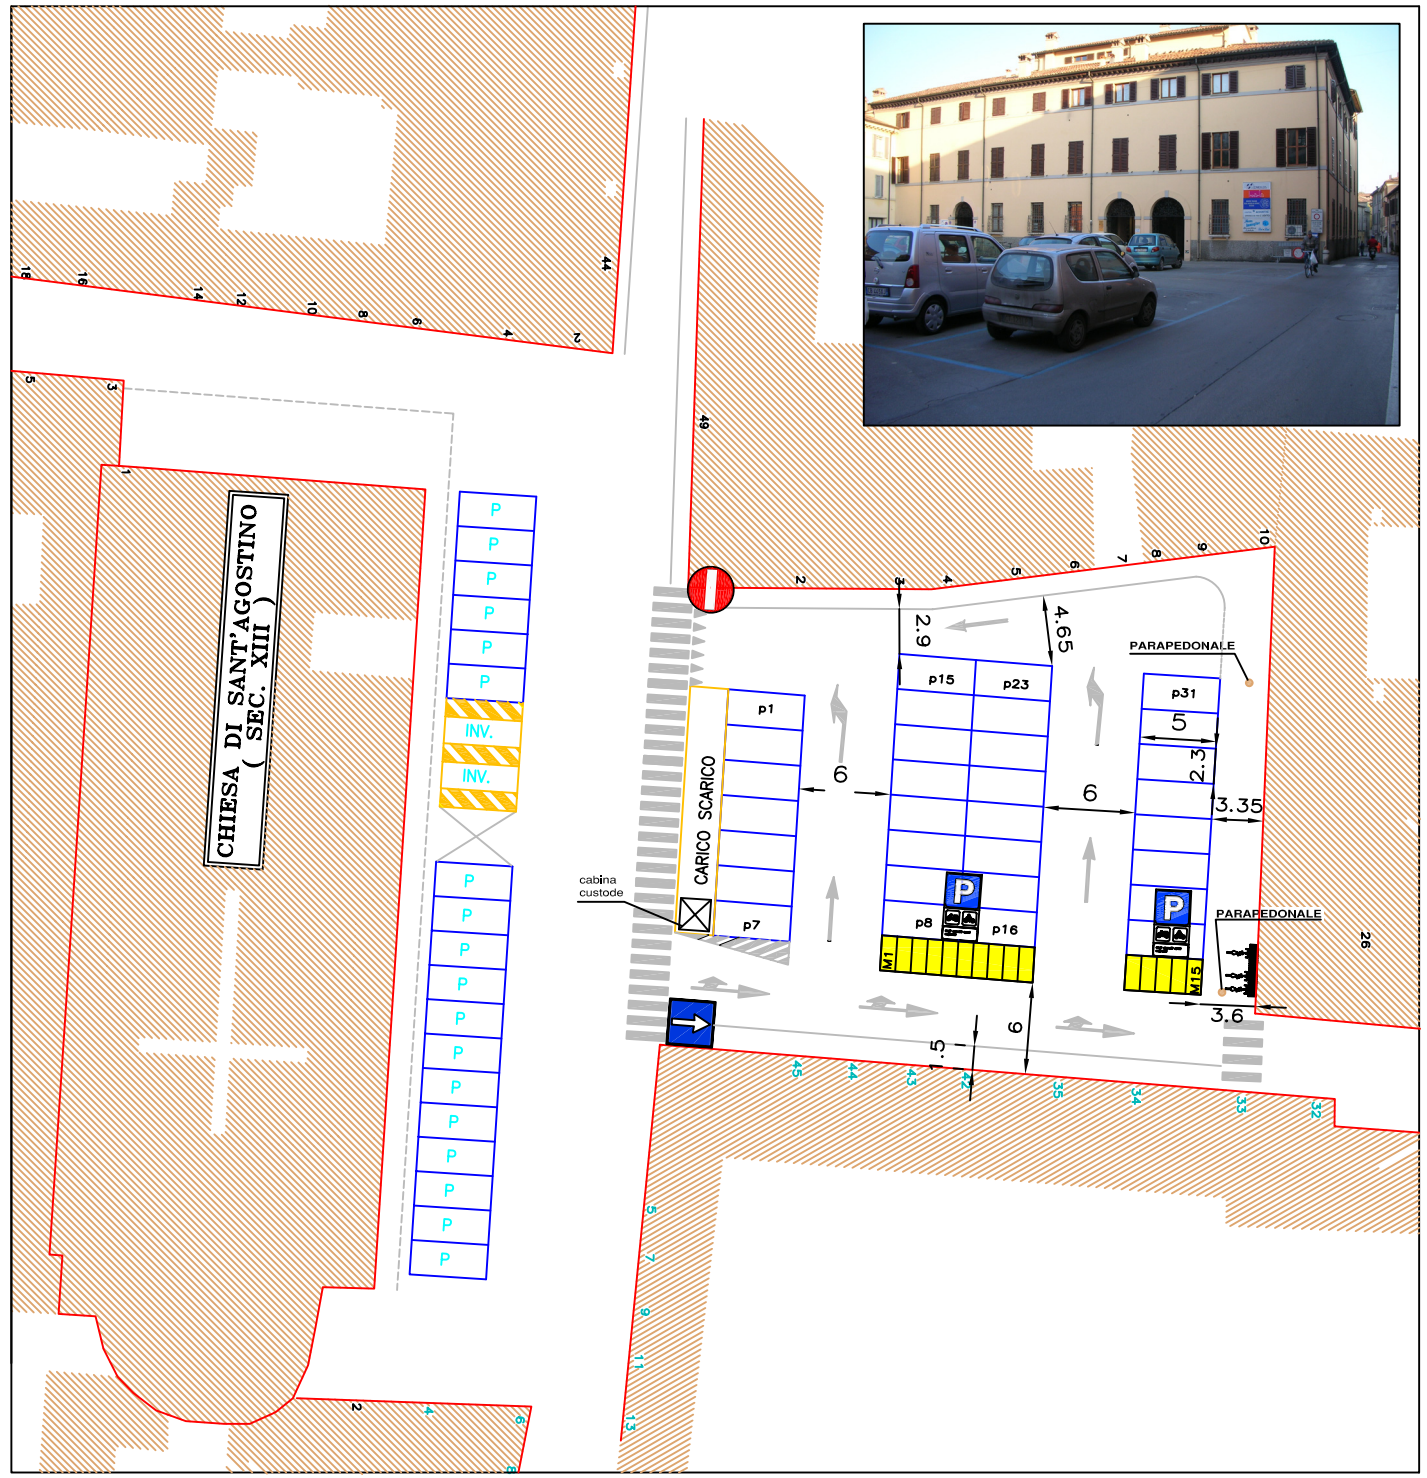 44
18
16
14
12
10
8
6
4
2
5
3
1
49
CHIESA DI SANT'AGOSTINO
( SEC. XIII )
P
P
P
P
P
P
INV.
INV.
P
P
P
P
P
P
P
P
P
P
P
P
2
3
4
5
6
7
8
9
10
2.9
4.65
PARAPEDONALE
p15
p23
p31
p1
5
2.3
6
6
3.35
CARICO SCARICO
cabina
custode
P
P
p7
p8
p16
PARAPEDONALE
26
M1
M15
3.6
6
1.5
45
44
43
42
35
34
33
32
5
7
9
11
13
2
4
6
8